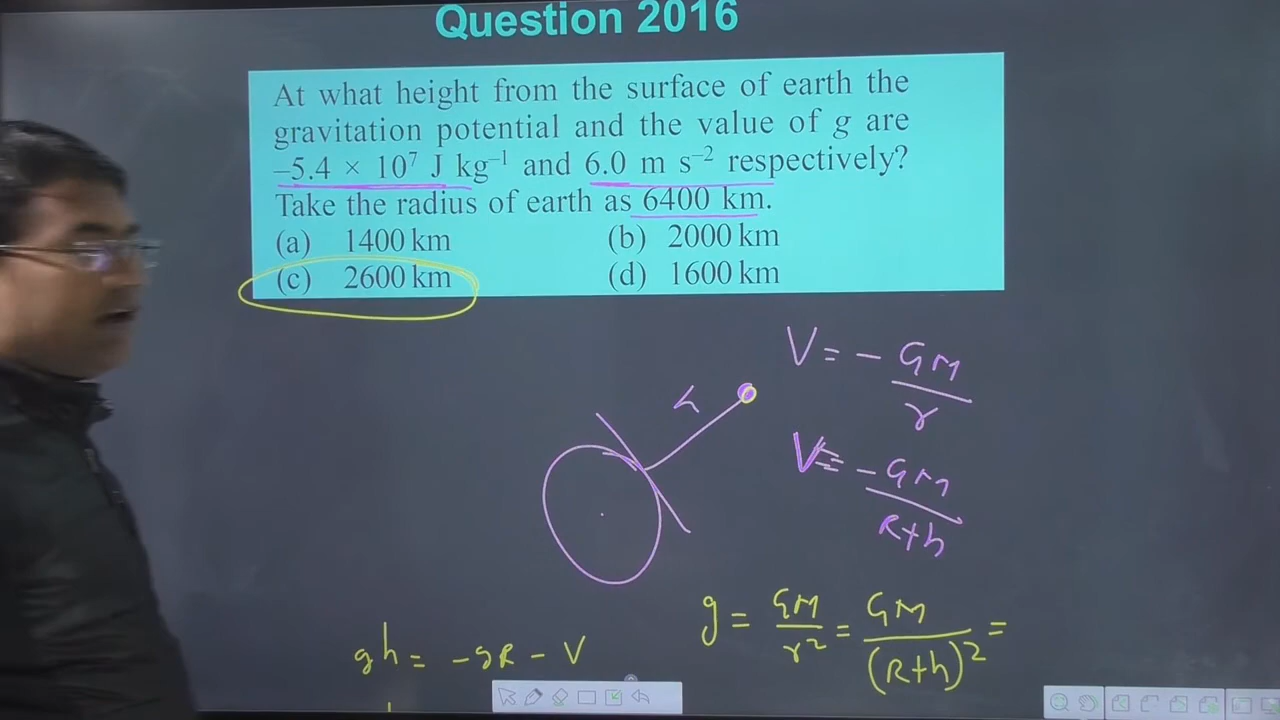 Question 2016
At what height from the surface of earth the
gravitation potential and the value of g are
−5.4 × 10⁷ J kg⁻¹ and 6.0 m s⁻² respectively?
Take the radius of earth as 6400 km.
(a) 1400 km (b) 2000 km
(c) 2600 km (d) 1600 km
h
V = − GM / r
V = − GM / R+h
g = GM / r² = GM / (R+h)² =
gh = −gR − V